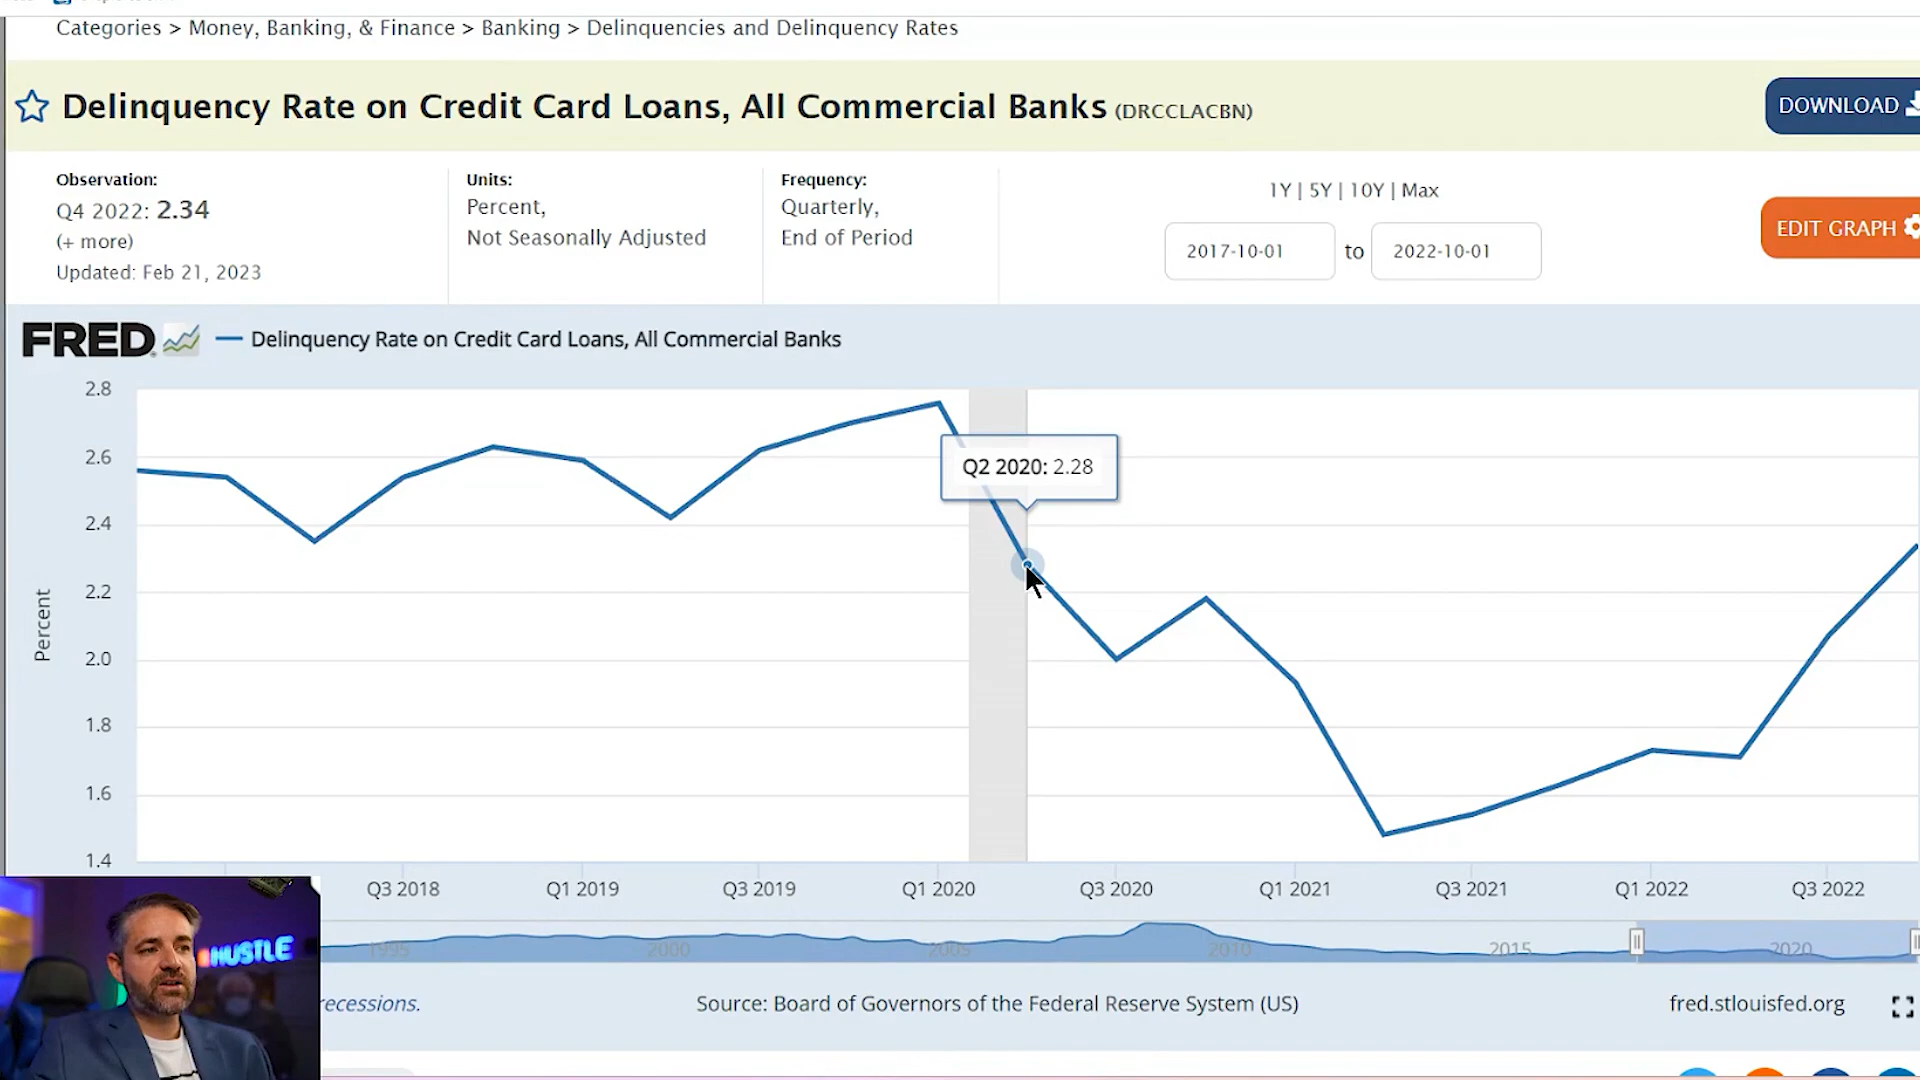 Categories > Money, Banking, & Finance > Banking > Delinquencies and Delinquency Rates
Delinquency Rate on Credit Card Loans, All Commercial Banks (DRCCLACBN)
DOWNLOAD
Observation:
Q4 2022: 2.34
(+ more)
Updated: Feb 21, 2023
Units:
Percent,
Not Seasonally Adjusted
Frequency:
Quarterly,
End of Period
1Y | 5Y | 10Y | Max
2017-10-01 to 2022-10-01
EDIT GRAPH
FRED
Delinquency Rate on Credit Card Loans, All Commercial Banks
2.8
2.6
2.4
2.2
2.0
1.8
1.6
1.4
Percent
Q2 2020: 2.28
Q3 2018 Q1 2019 Q3 2019 Q1 2020 Q3 2020 Q1 2021 Q3 2021 Q1 2022 Q3 2022
1995 2000 2005 2010 2015 2020
HUSTLE
recessions.
Source: Board of Governors of the Federal Reserve System (US)
fred.stlouisfed.org